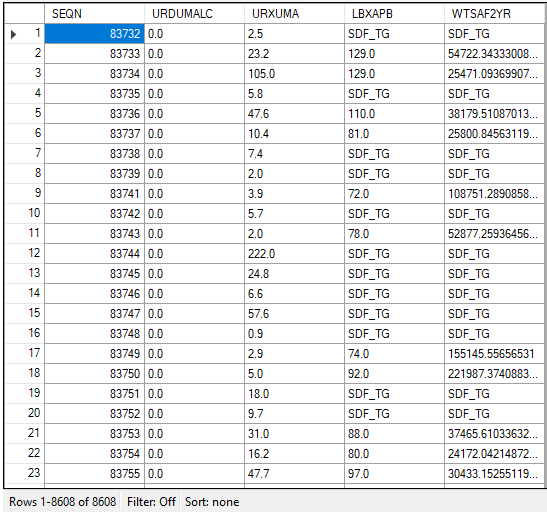 SEQN URDUMALC URXUMA LBXAPB WTSAF2YR
1 83732 0.0 2.5 SDF_TG SDF_TG
2 83733 0.0 23.2 129.0 54722.34333008...
3 83734 0.0 105.0 129.0 25471.09369907...
4 83735 0.0 5.8 SDF_TG SDF_TG
5 83736 0.0 47.6 110.0 38179.51087013...
6 83737 0.0 10.4 81.0 25800.84563119...
7 83738 0.0 7.4 SDF_TG SDF_TG
8 83739 0.0 2.0 SDF_TG SDF_TG
9 83741 0.0 3.9 72.0 108751.2890858...
10 83742 0.0 5.7 SDF_TG SDF_TG
11 83743 0.0 2.0 78.0 52877.25936456...
12 83744 0.0 222.0 SDF_TG SDF_TG
13 83745 0.0 24.8 SDF_TG SDF_TG
14 83746 0.0 6.6 SDF_TG SDF_TG
15 83747 0.0 57.6 SDF_TG SDF_TG
16 83748 0.0 0.9 SDF_TG SDF_TG
17 83749 0.0 2.9 74.0 155145.55656531
18 83750 0.0 5.0 92.0 221987.3740883...
19 83751 0.0 18.0 SDF_TG SDF_TG
20 83752 0.0 9.7 SDF_TG SDF_TG
21 83753 0.0 31.0 88.0 37465.61033632...
22 83754 0.0 16.2 80.0 24172.04214872...
23 83755 0.0 47.7 97.0 30433.15255119...
Rows 1-8608 of 8608 Filter: Off Sort: none